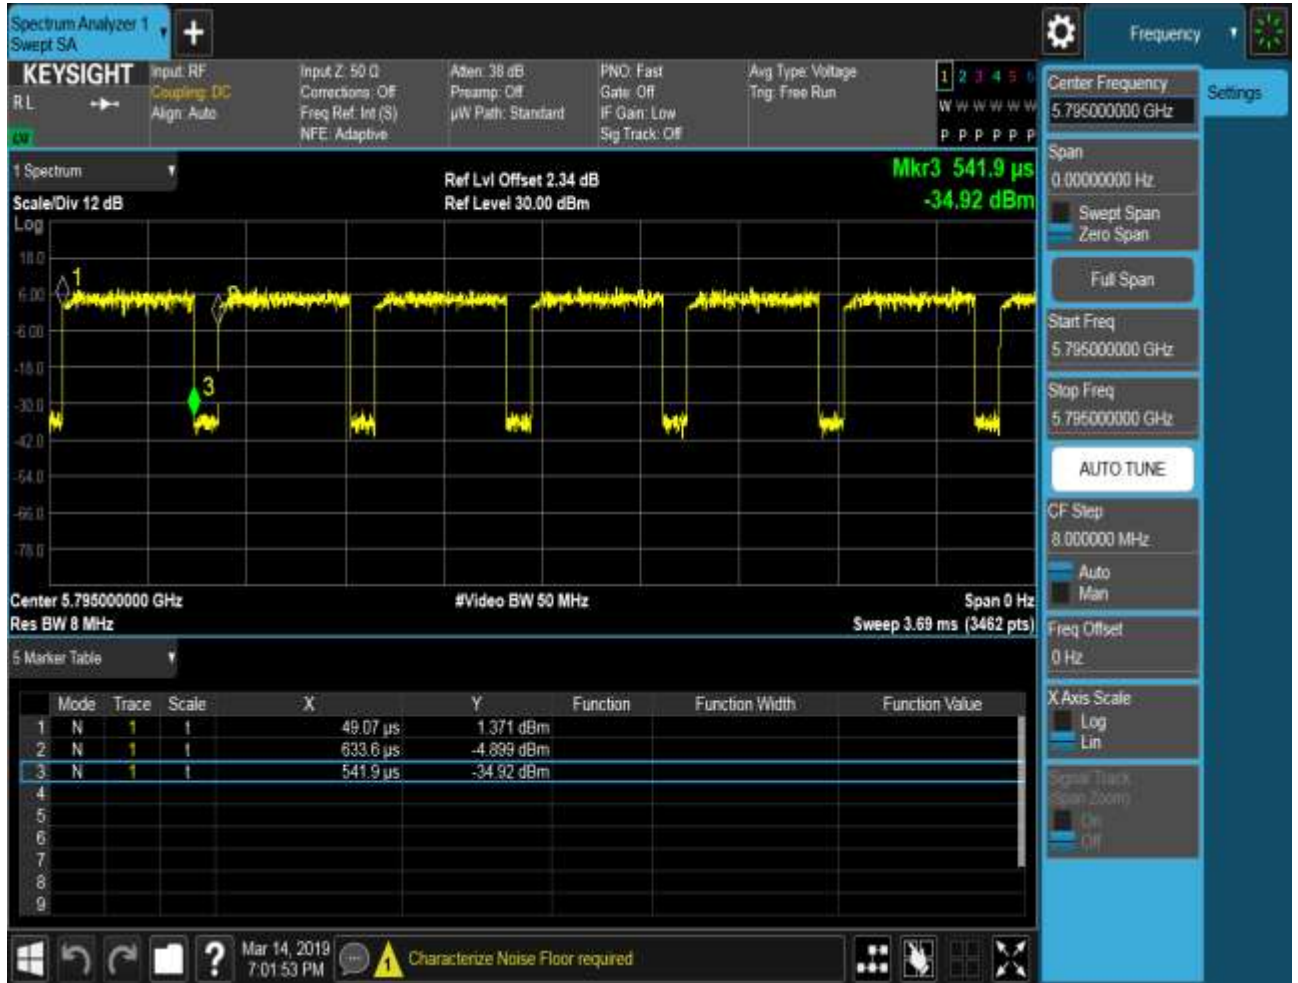 Spectrum Analyzer 1
Swept SA
+
Frequency
KEYSIGHT
RL
Input: RF
Coupling: DC
Align: Auto
Input Z: 50 Ω
Corrections: Off
Freq Ref: Int (S)
NFE: Adaptive
Atten: 38 dB
Preamp: Off
µW Path: Standard
PNO: Fast
Gate: Off
IF Gain: Low
Sig Track: Off
Avg Type: Voltage
Trig: Free Run
1 2 3 4 5 6
W W W W W W
P P P P P P
1 Spectrum
Scale/Div 12 dB
Ref Lvl Offset 2.34 dB
Ref Level 30.00 dBm
Mkr3 541.9 µs
-34.92 dBm
Log
18.0
6.00
-6.00
-18.0
-30.0
-42.0
-54.0
-66.0
-78.0
1
2
3
Center 5.795000000 GHz
Res BW 8 MHz
#Video BW 50 MHz
Span 0 Hz
Sweep 3.69 ms (3462 pts)
5 Marker Table
Mode Trace Scale X Y Function Function Width Function Value
1 N 1 t 49.07 µs 1.371 dBm
2 N 1 t 633.6 µs -4.899 dBm
3 N 1 t 541.9 µs -34.92 dBm
4
5
6
7
8
9
Mar 14, 2019
7:01:53 PM
1
Characterize Noise Floor required
Center Frequency
5.795000000 GHz
Settings
Span
0.00000000 Hz
Swept Span
Zero Span
Full Span
Start Freq
5.795000000 GHz
Stop Freq
5.795000000 GHz
AUTO TUNE
CF Step
8.000000 MHz
Auto
Man
Freq Offset
0 Hz
X Axis Scale
Log
Lin
Signal Track
(Span Zoom)
On
Off